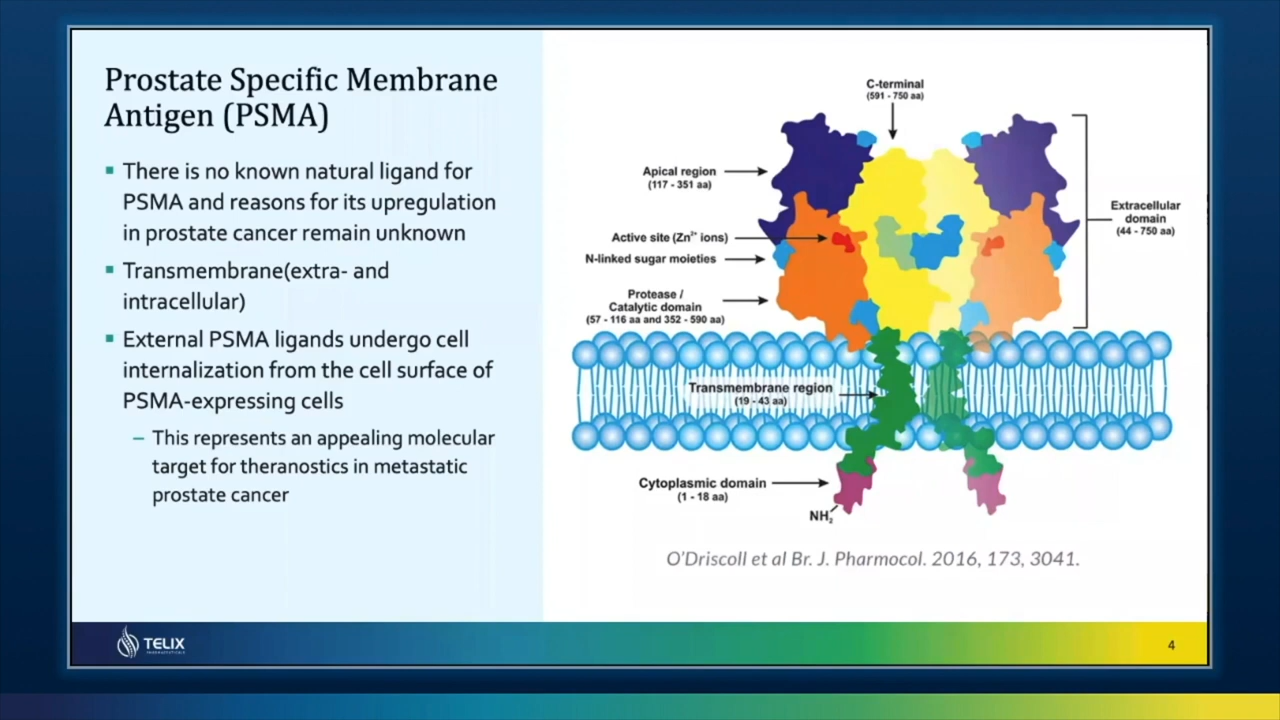 Prostate Specific Membrane
Antigen (PSMA)
▪ There is no known natural ligand for
PSMA and reasons for its upregulation
in prostate cancer remain unknown
▪ Transmembrane(extra- and
intracellular)
▪ External PSMA ligands undergo cell
internalization from the cell surface of
PSMA-expressing cells
– This represents an appealing molecular
target for theranostics in metastatic
prostate cancer
C-terminal
(591 - 750 aa)
Apical region
(117 - 351 aa)
Active site (Zn²⁺ ions)
N-linked sugar moieties
Protease /
Catalytic domain
(57 - 116 aa and 352 - 590 aa)
Extracellular
domain
(44 - 750 aa)
Transmembrane region
(19 - 43 aa)
Cytoplasmic domain
(1 - 18 aa)
NH₂
O'Driscoll et al Br. J. Pharmocol. 2016, 173, 3041.
TELIX
PHARMACEUTICALS
4